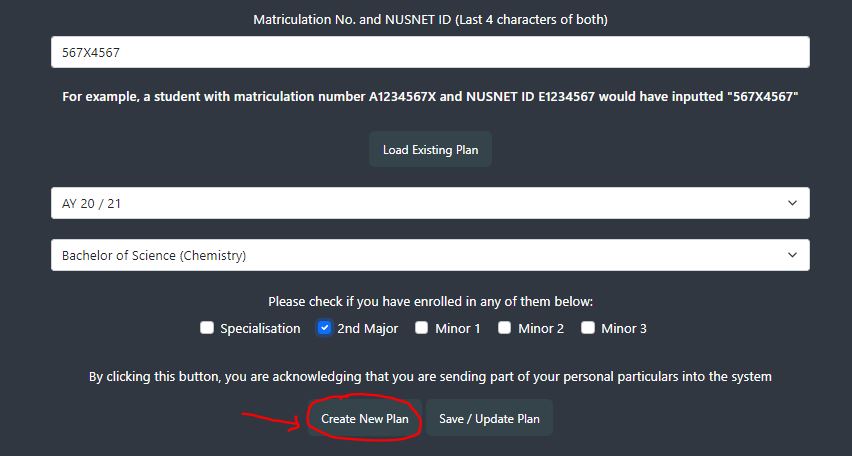 Matriculation No. and NUSNET ID (Last 4 characters of both)
567X4567
For example, a student with matriculation number A1234567X and NUSNET ID E1234567 would have inputted "567X4567"
Load Existing Plan
AY 20 / 21
Bachelor of Science (Chemistry)
Please check if you have enrolled in any of them below:
Specialisation 2nd Major Minor 1 Minor 2 Minor 3
By clicking this button, you are acknowledging that you are sending part of your personal particulars into the system
Create New Plan Save / Update Plan